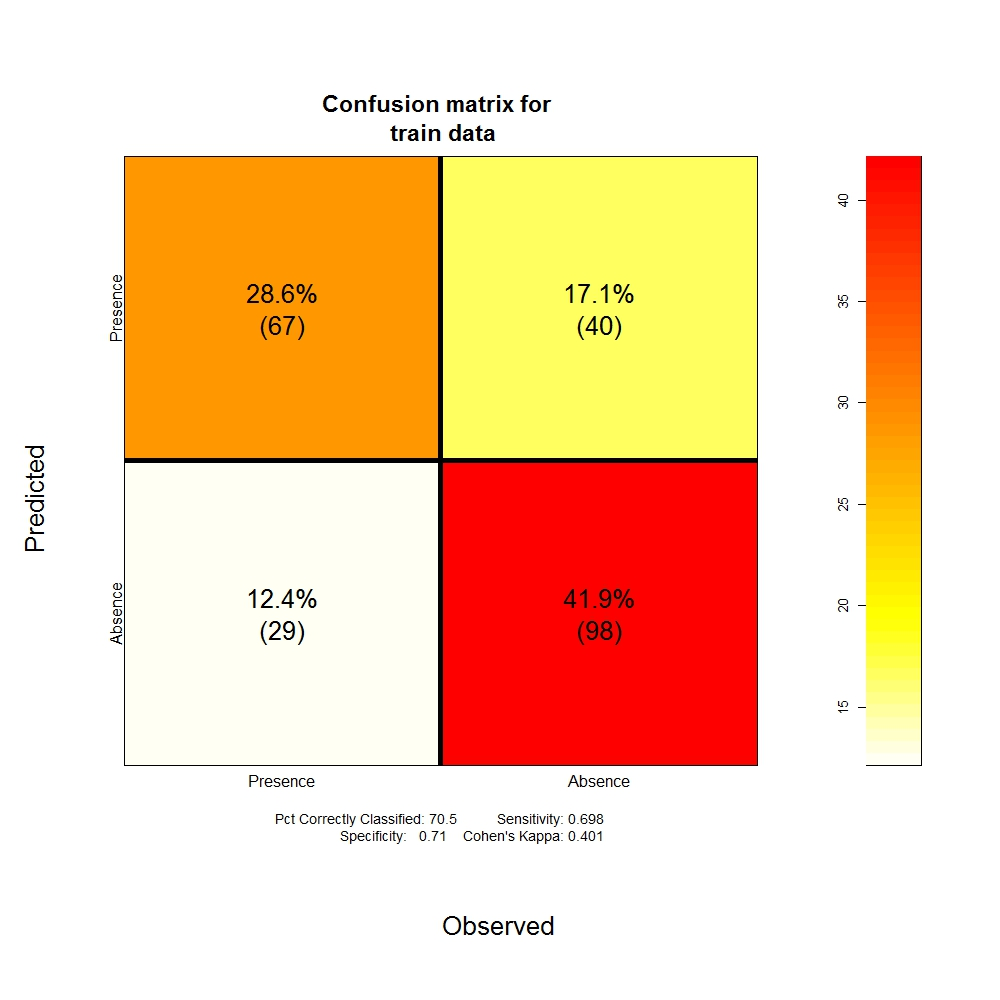 Confusion matrix for
train data
Predicted
Presence
28.6%
(67)
17.1%
(40)
Absence
12.4%
(29)
41.9%
(98)
Presence
Absence
Pct Correctly Classified: 70.5 Sensitivity: 0.698
Specificity: 0.71 Cohen's Kappa: 0.401
Observed
40
35
30
25
20
15